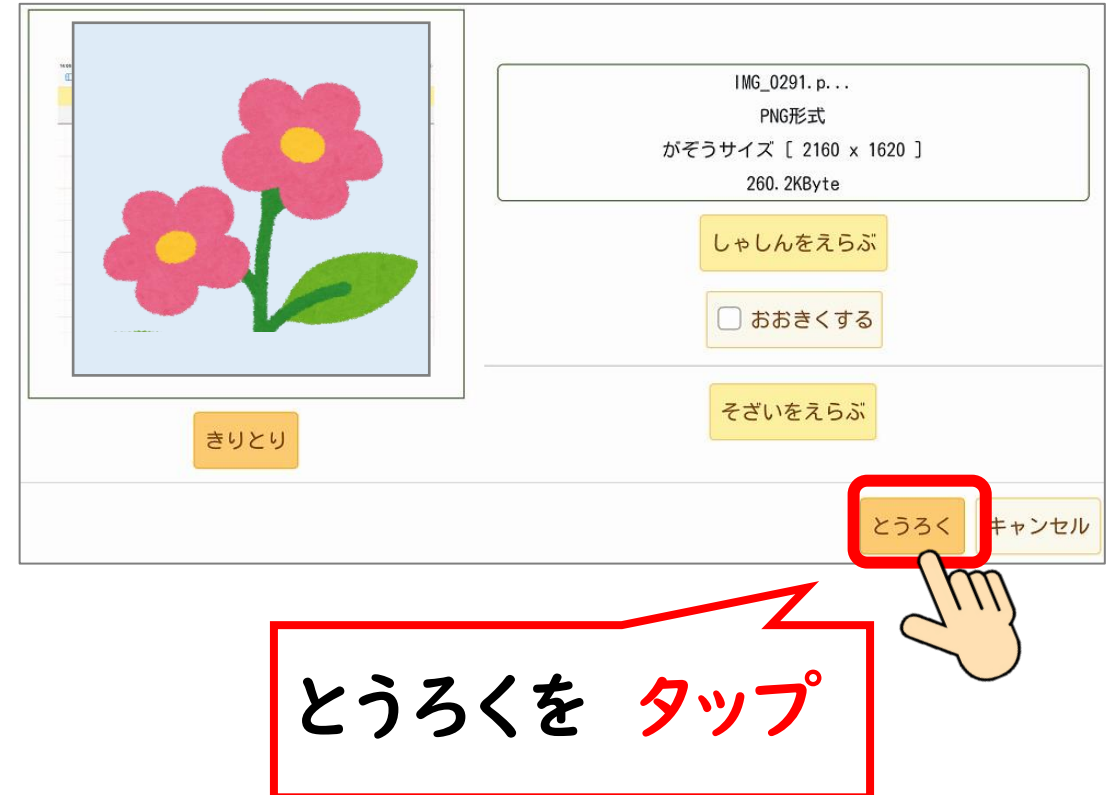 IMG_0291.p...
PNG形式
がぞうサイズ [ 2160 x 1620 ]
260.2KByte
しゃしんをえらぶ
おおきくする
そざいをえらぶ
きりとり
とうろく
キャンセル
とうろくを タップ